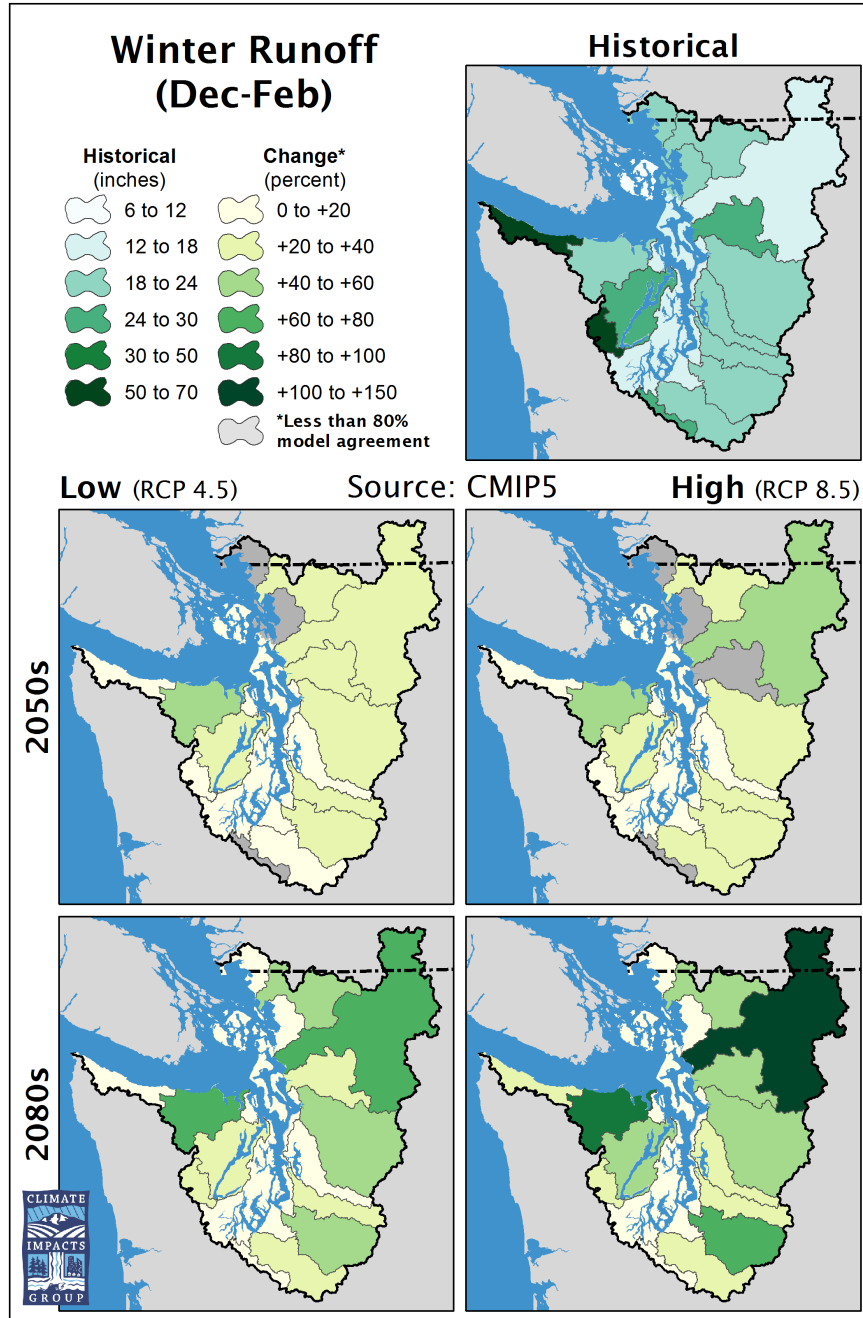 Winter Runoff
(Dec-Feb)
Historical
Historical
(inches)
6 to 12
12 to 18
18 to 24
24 to 30
30 to 50
50 to 70
Change*
(percent)
0 to +20
+20 to +40
+40 to +60
+60 to +80
+80 to +100
+100 to +150
*Less than 80%
model agreement
Low (RCP 4.5)
Source: CMIP5
High (RCP 8.5)
2050s
2080s
CLIMATE
IMPACTS
GROUP